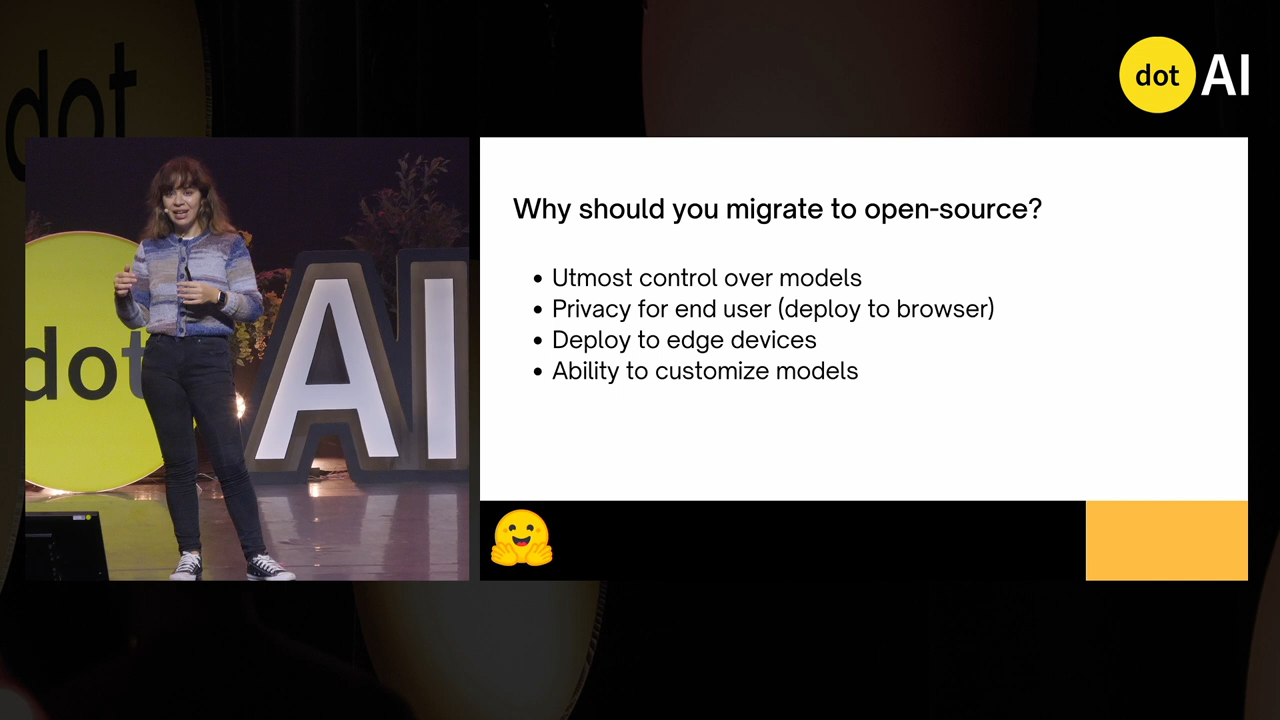 dot
dot AI
dot AI
Why should you migrate to open-source?
• Utmost control over models
• Privacy for end user (deploy to browser)
• Deploy to edge devices
• Ability to customize models